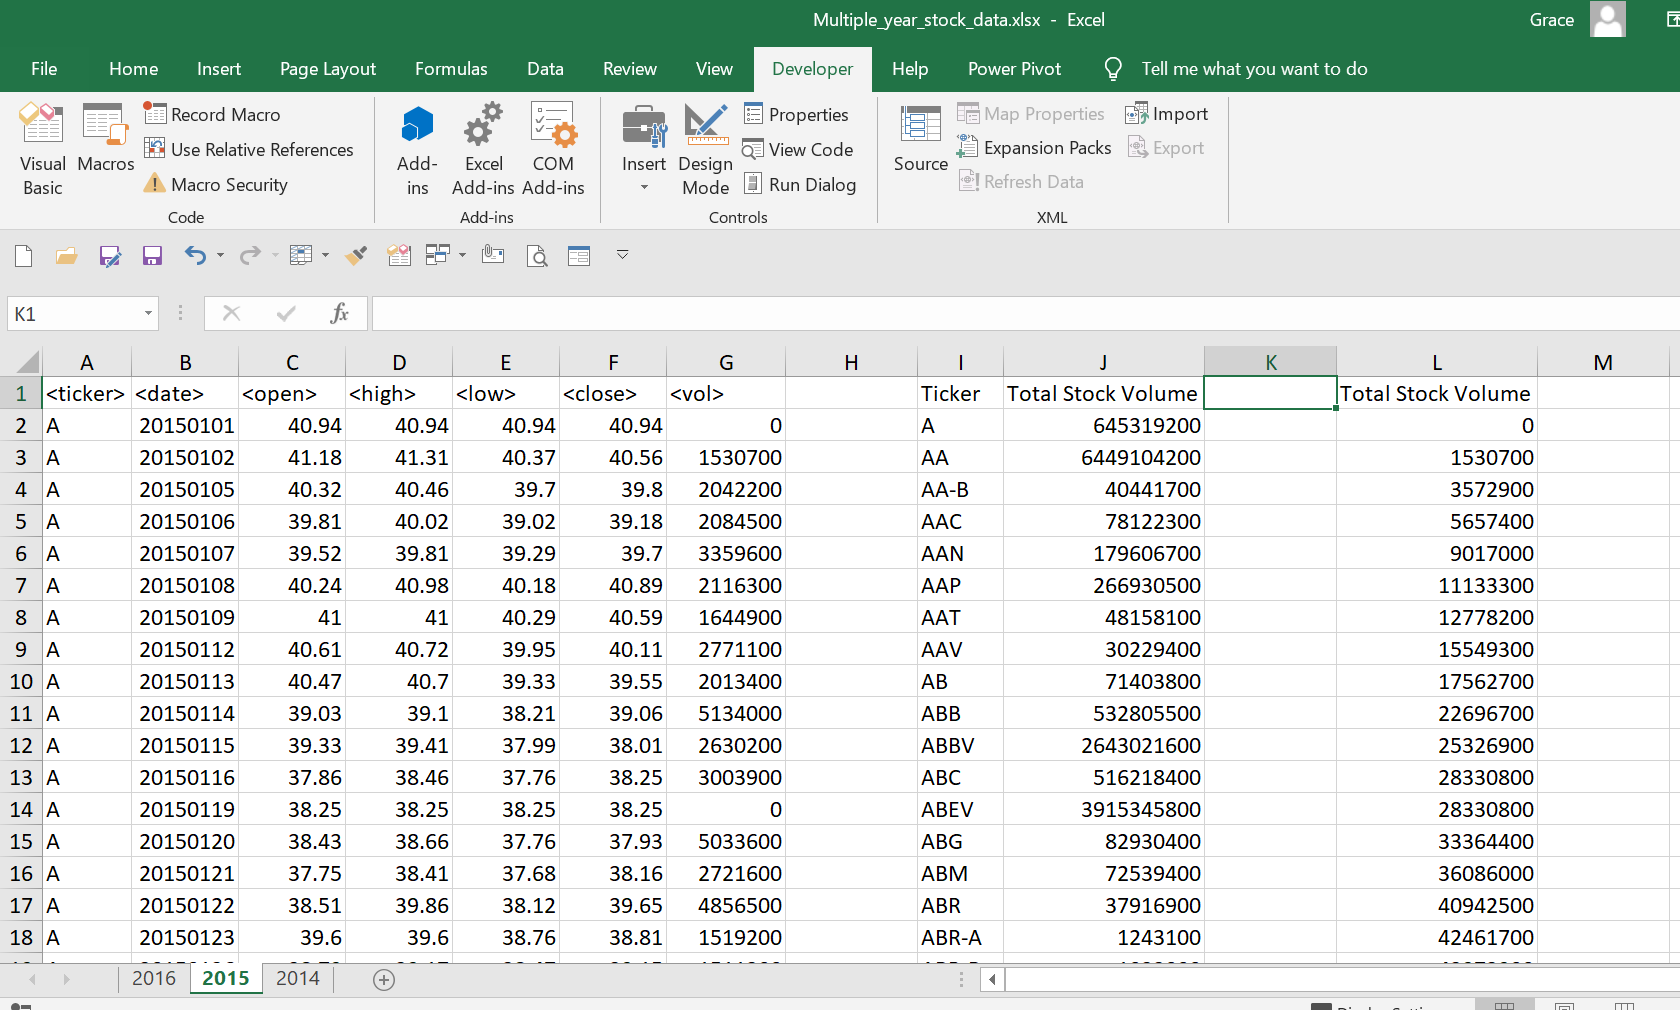 Multiple_year_stock_data.xlsx - Excel Grace
File Home Insert Page Layout Formulas Data Review View Developer Help Power Pivot Tell me what you want to do
Visual Basic Macros Record Macro Use Relative References Macro Security Code
Add-ins Excel Add-ins COM Add-ins Add-ins
Insert Design Mode Properties View Code Run Dialog Controls
Source Map Properties Expansion Packs Refresh Data Import Export XML
K1 fx
A B C D E F G H I J K L M
1 <ticker> <date> <open> <high> <low> <close> <vol> Ticker Total Stock Volume Total Stock Volume
2 A 20150101 40.94 40.94 40.94 40.94 0 A 645319200 0
3 A 20150102 41.18 41.31 40.37 40.56 1530700 AA 6449104200 1530700
4 A 20150105 40.32 40.46 39.7 39.8 2042200 AA-B 40441700 3572900
5 A 20150106 39.81 40.02 39.02 39.18 2084500 AAC 78122300 5657400
6 A 20150107 39.52 39.81 39.29 39.7 3359600 AAN 179606700 9017000
7 A 20150108 40.24 40.98 40.18 40.89 2116300 AAP 266930500 11133300
8 A 20150109 41 41 40.29 40.59 1644900 AAT 48158100 12778200
9 A 20150112 40.61 40.72 39.95 40.11 2771100 AAV 30229400 15549300
10 A 20150113 40.47 40.7 39.33 39.55 2013400 AB 71403800 17562700
11 A 20150114 39.03 39.1 38.21 39.06 5134000 ABB 532805500 22696700
12 A 20150115 39.33 39.41 37.99 38.01 2630200 ABBV 2643021600 25326900
13 A 20150116 37.86 38.46 37.76 38.25 3003900 ABC 516218400 28330800
14 A 20150119 38.25 38.25 38.25 38.25 0 ABEV 3915345800 28330800
15 A 20150120 38.43 38.66 37.76 37.93 5033600 ABG 82930400 33364400
16 A 20150121 37.75 38.41 37.68 38.16 2721600 ABM 72539400 36086000
17 A 20150122 38.51 39.86 38.12 39.65 4856500 ABR 37916900 40942500
18 A 20150123 39.6 39.6 38.76 38.81 1519200 ABR-A 1243100 42461700
2016 2015 2014